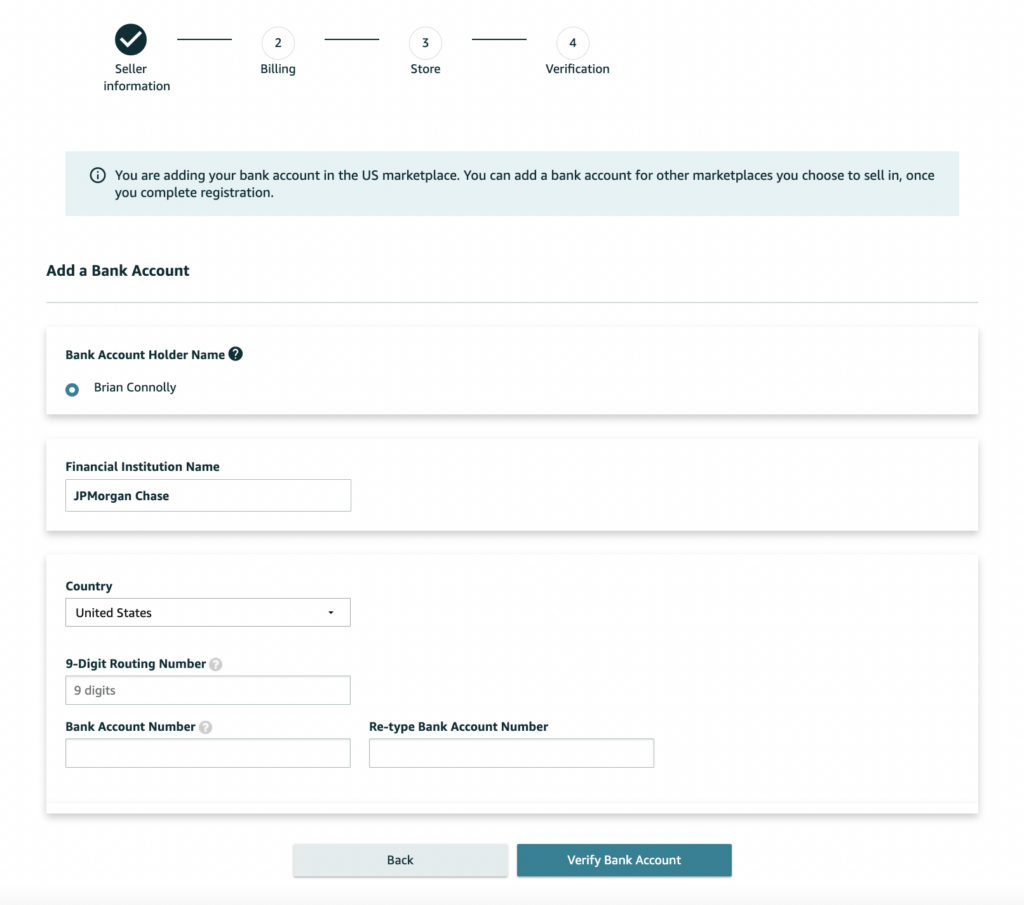 2
3
4
Seller
information
Billing
Store
Verification
You are adding your bank account in the US marketplace. You can add a bank account for other marketplaces you choose to sell in, once
you complete registration.
Add a Bank Account
Bank Account Holder Name ?
Brian Connolly
Financial Institution Name
JPMorgan Chase
Country
United States
9-Digit Routing Number ?
9 digits
Bank Account Number ? Re-type Bank Account Number
Back Verify Bank Account